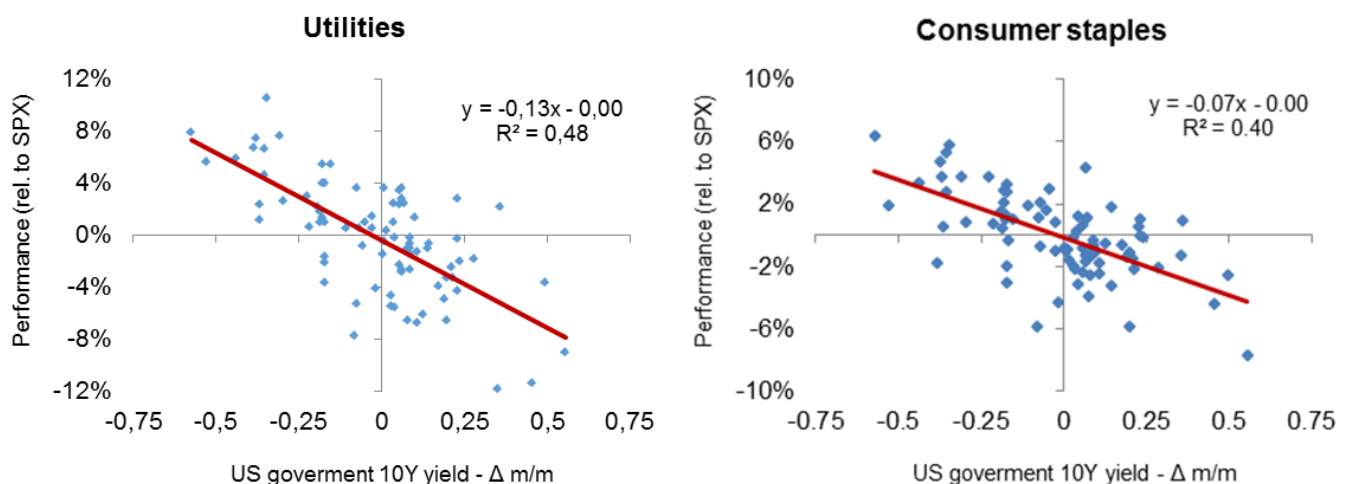 Utilities
12%
8%
4%
0%
-4%
-8%
-12%
Performance (rel. to SPX)
y = -0,13x - 0,00
R² = 0,48
-0,75
-0,5
-0,25
0
0,25
0,5
0,75
US goverment 10Y yield - Δ m/m
Consumer staples
10%
6%
2%
-2%
-6%
-10%
Performance (rel. to SPX)
y = -0.07x - 0.00
R² = 0.40
-0.75
-0.5
-0.25
0
0.25
0.5
0.75
US goverment 10Y yield - Δ m/m